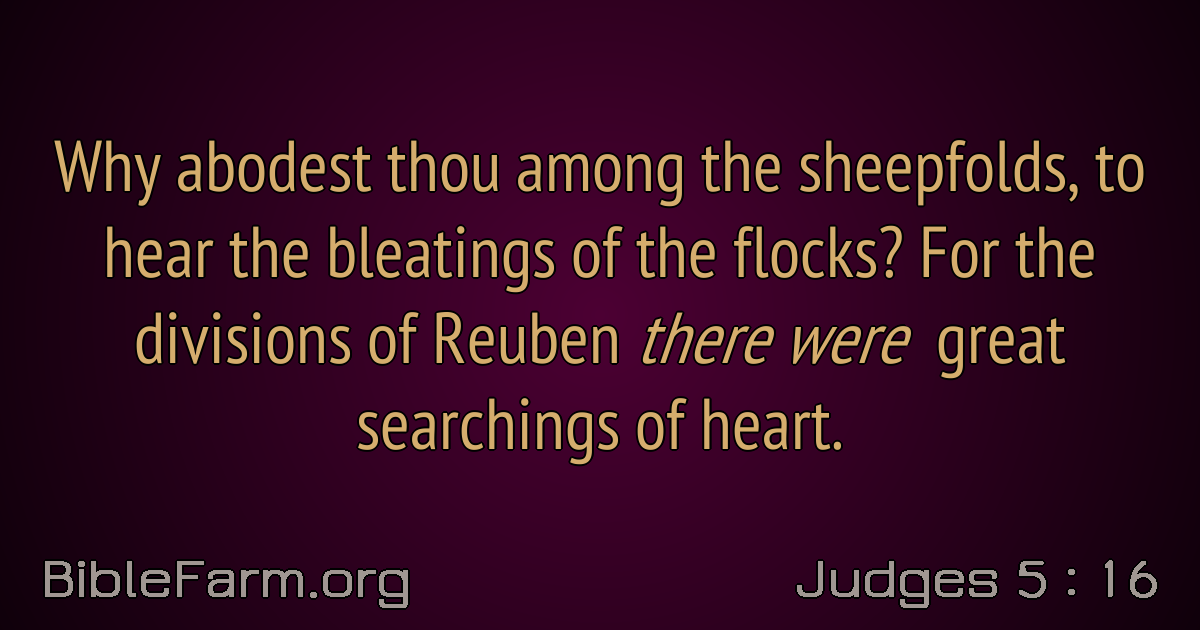 Why abodest thou among the sheepfolds, to
hear the bleatings of the flocks? For the
divisions of Reuben there were great
searchings of heart.
BibleFarm.org
Judges 5 : 16